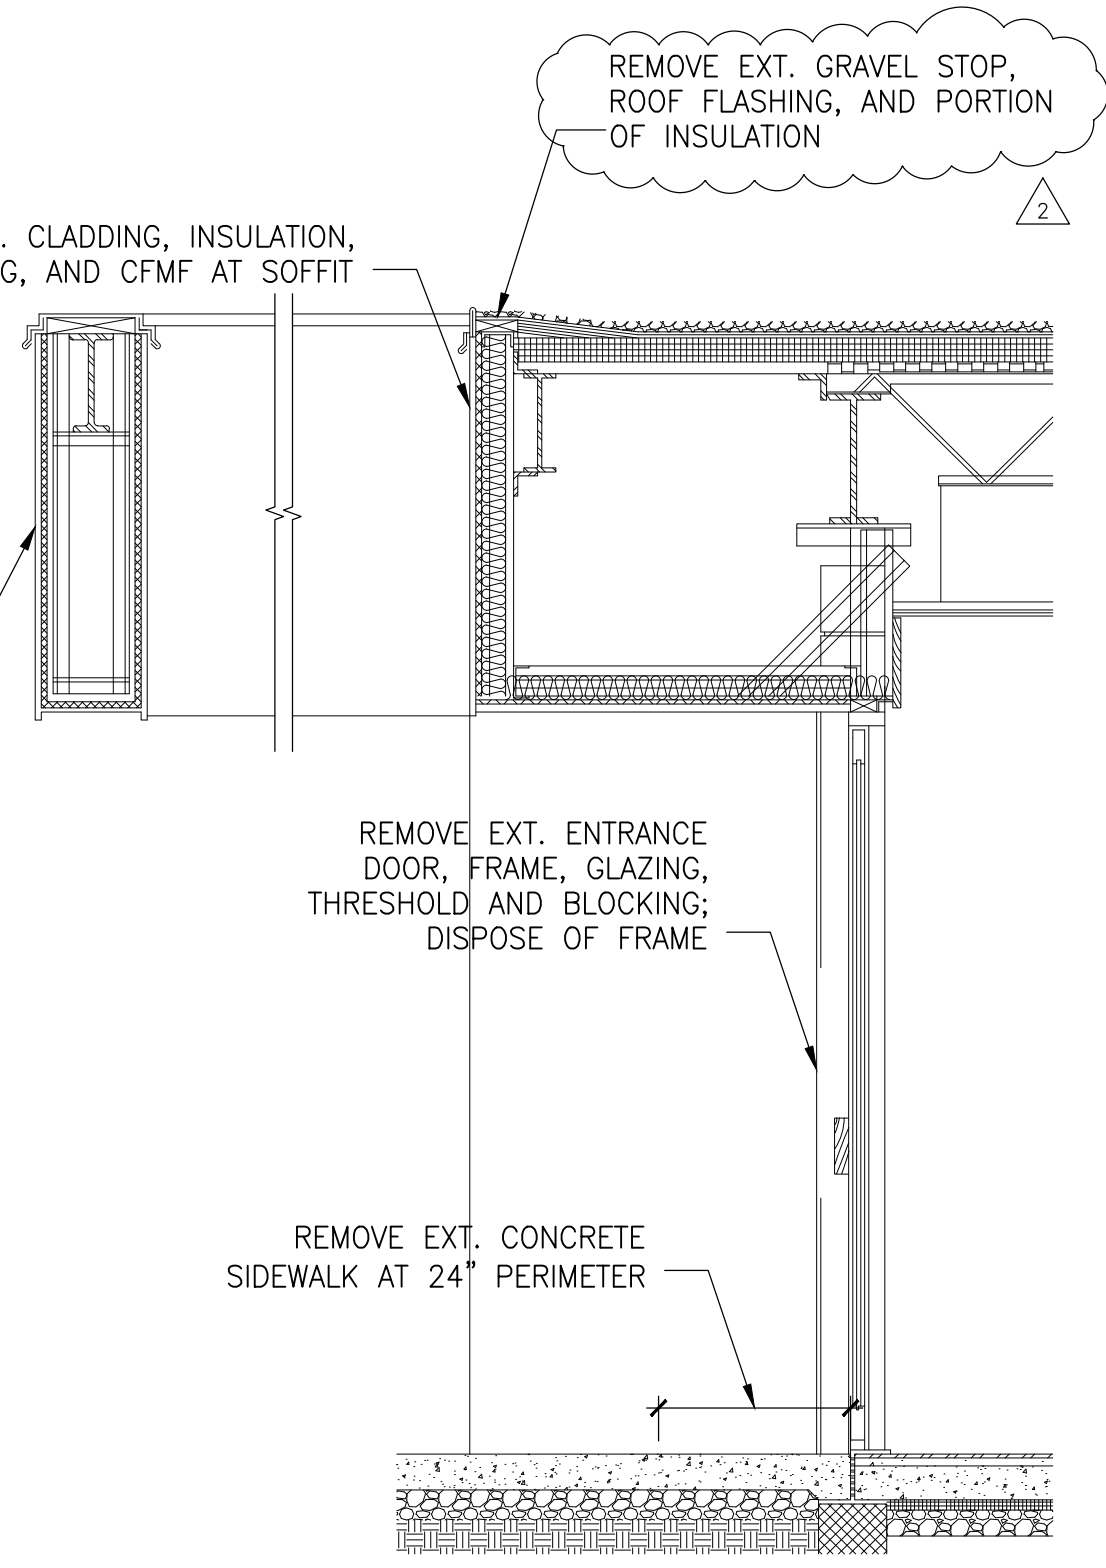 REMOVE EXT. GRAVEL STOP,
ROOF FLASHING, AND PORTION
OF INSULATION
2
. CLADDING, INSULATION,
G, AND CFMF AT SOFFIT
REMOVE EXT. ENTRANCE
DOOR, FRAME, GLAZING,
THRESHOLD AND BLOCKING;
DISPOSE OF FRAME
REMOVE EXT. CONCRETE
SIDEWALK AT 24" PERIMETER